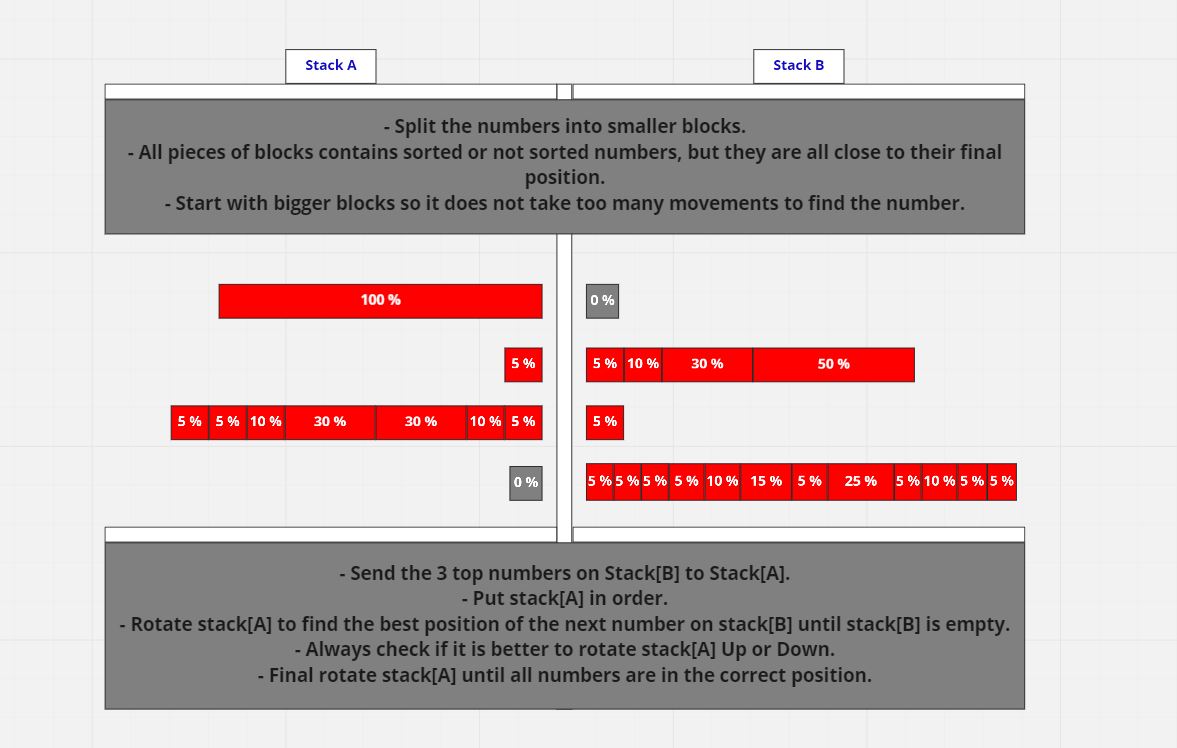 Stack A
Stack B
- Split the numbers into smaller blocks.
- All pieces of blocks contains sorted or not sorted numbers, but they are all close to their final
position.
- Start with bigger blocks so it does not take too many movements to find the number.
100 %
0 %
5 %
5 %
10 %
30 %
50 %
5 %
5 %
10 %
30 %
30 %
10 %
5 %
5 %
0 %
5 %
5 %
5 %
5 %
10 %
15 %
5 %
25 %
5 %
10 %
5 %
5 %
- Send the 3 top numbers on Stack[B] to Stack[A].
- Put stack[A] in order.
- Rotate stack[A] to find the best position of the next number on stack[B] until stack[B] is empty.
- Always check if it is better to rotate stack[A] Up or Down.
- Final rotate stack[A] until all numbers are in the correct position.